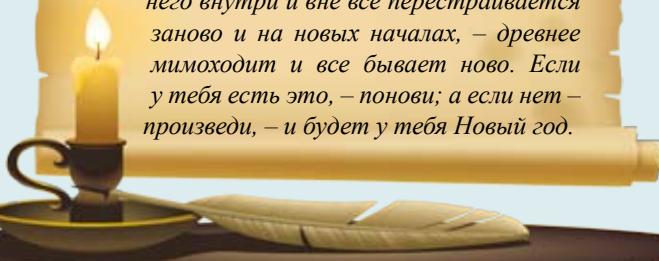 него внутри и вне все перестраивается
заново и на новых началах, – древнее
мимоходит и все бывает ново. Если
у тебя есть это, – понови; а если нет –
произведи, – и будет у тебя Новый год.